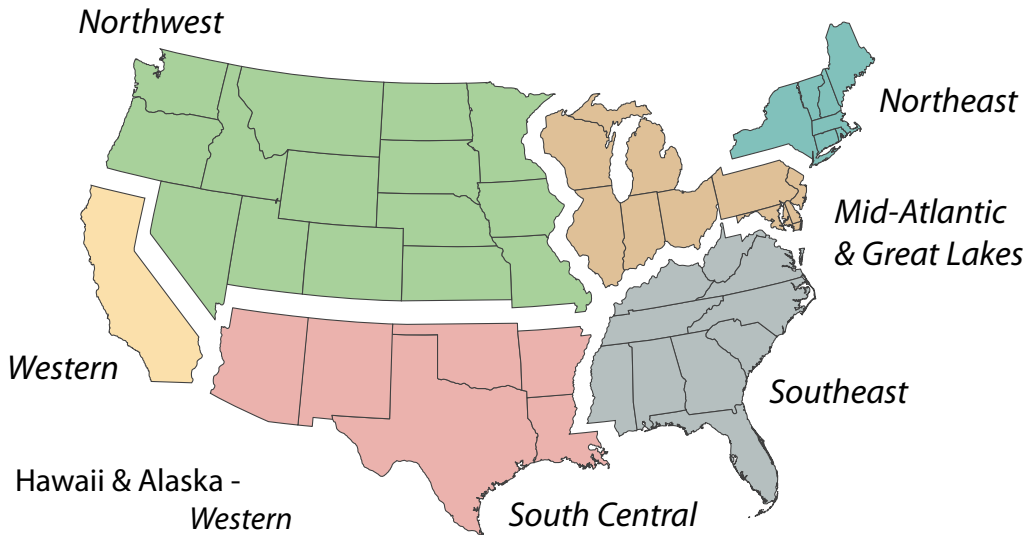 Northwest
Northeast
Mid-Atlantic
& Great Lakes
Western
Southeast
Hawaii & Alaska -
Western
South Central